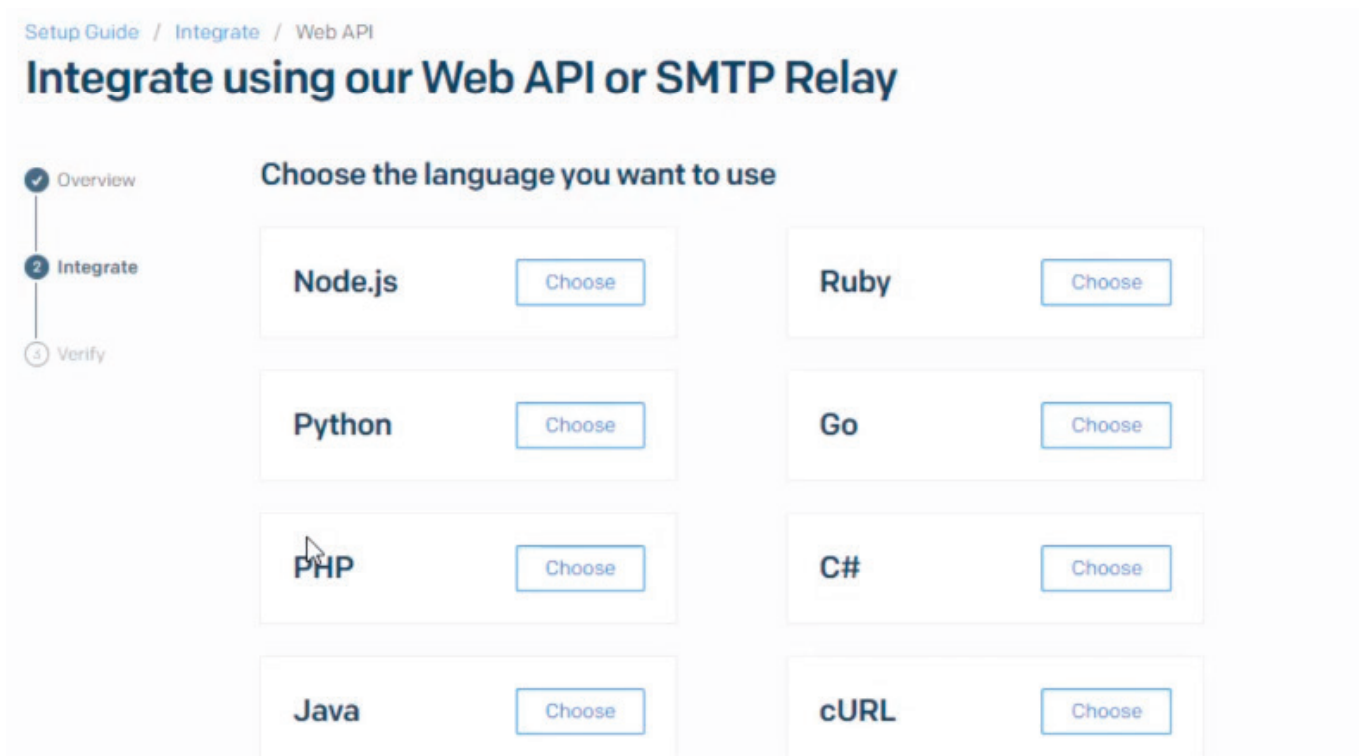 Setup Guide / Integrate / Web API
Integrate using our Web API or SMTP Relay
Overview
2 Integrate
3 Verify
Choose the language you want to use
Node.js Choose
Ruby Choose
Python Choose
Go Choose
PHP Choose
C# Choose
Java Choose
cURL Choose